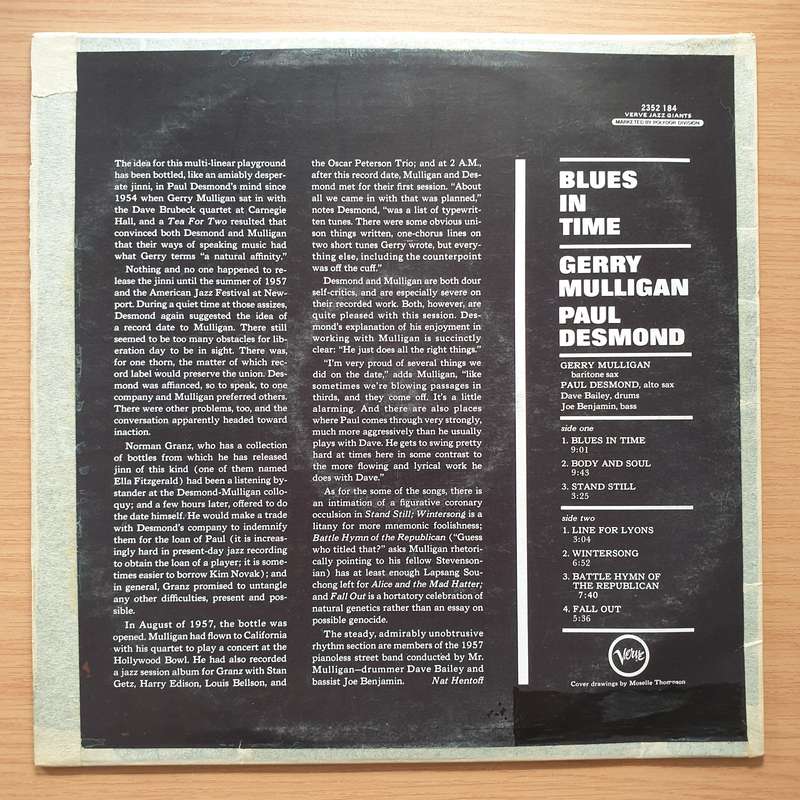 2352 184
VERVE JAZZ GIANTS
MARKETED BY POLYDOR DIVISION
The idea for this multi-linear playground
has been bottled, like an amiably desper-
ate jinni, in Paul Desmond's mind since
1954 when Gerry Mulligan sat in with
the Dave Brubeck quartet at Carnegie
Hall, and a Tea For Two resulted that
convinced both Desmond and Mulligan
that their ways of speaking music had
what Gerry terms "a natural affinity."
Nothing and no one happened to re-
lease the jinni until the summer of 1957
and the American Jazz Festival at New-
port. During a quiet time at those assizes,
Desmond again suggested the idea of
a record date to Mulligan. There still
seemed to be too many obstacles for lib-
eration day to be in sight. There was,
for one thorn, the matter of which rec-
ord label would preserve the union. Des-
mond was affianced, so to speak, to one
company and Mulligan preferred others.
There were other problems, too, and the
conversation apparently headed toward
inaction.
Norman Granz, who has a collection
of bottles from which he has released
jinn of this kind (one of them named
Ella Fitzgerald) had been a listening by-
stander at the Desmond-Mulligan collo-
quy; and a few hours later, offered to do
the date himself. He would make a trade
with Desmond's company to indemnify
them for the loan of Paul (it is increas-
ingly hard in present-day jazz recording
to obtain the loan of a player; it is some-
times easier to borrow Kim Novak); and
in general, Granz promised to untangle
any other difficulties, present and pos-
sible.
In August of 1957, the bottle was
opened. Mulligan had flown to California
with his quartet to play a concert at the
Hollywood Bowl. He had also recorded
a jazz session album for Granz with Stan
Getz, Harry Edison, Louis Bellson, and
the Oscar Peterson Trio; and at 2 A.M.,
after this record date, Mulligan and Des-
mond met for their first session. "About
all we came in with that was planned,"
notes Desmond, "was a list of typewrit-
ten tunes. There were some obvious uni-
son things written, one-chorus lines on
two short tunes Gerry wrote, but every-
thing else, including the counterpoint
was off the cuff."
Desmond and Mulligan are both dour
self-critics, and are especially severe on
their recorded work. Both, however, are
quite pleased with this session. Des-
mond's explanation of his enjoyment in
working with Mulligan is succinctly
clear: "He just does all the right things."
"I'm very proud of several things we
did on the date," adds Mulligan, "like
sometimes we're blowing passages in
thirds, and they come off. It's a little
alarming. And there are also places
where Paul comes through very strongly,
much more aggressively than he usually
plays with Dave. He gets to swing pretty
hard at times here in some contrast to
the more flowing and lyrical work he
does with Dave."
As for the some of the songs, there is
an intimation of a figurative coronary
occulsion in Stand Still; Wintersong is a
litany for more mnemonic foolishness;
Battle Hymn of the Republican ("Guess
who titled that?" asks Mulligan rhetori-
cally pointing to his fellow Stevenson-
ian) has at least enough Lapsang Sou-
chong left for Alice and the Mad Hatter;
and Fall Out is a hortatory celebration of
natural genetics rather than an essay on
possible genocide.
The steady, admirably unobtrusive
rhythm section are members of the 1957
pianoless street band conducted by Mr.
Mulligan—drummer Dave Bailey and
bassist Joe Benjamin. Nat Hentoff
BLUES
IN
TIME
GERRY
MULLIGAN
PAUL
DESMOND
GERRY MULLIGAN
baritone sax
PAUL DESMOND, alto sax
Dave Bailey, drums
Joe Benjamin, bass
side one
1. BLUES IN TIME
9:01
2. BODY AND SOUL
9:43
3. STAND STILL
3:25
side two
1. LINE FOR LYONS
3:04
2. WINTERSONG
6:52
3. BATTLE HYMN OF
THE REPUBLICAN
7:40
4. FALL OUT
5:36
Verve
Cover drawings by Moselle Thompson